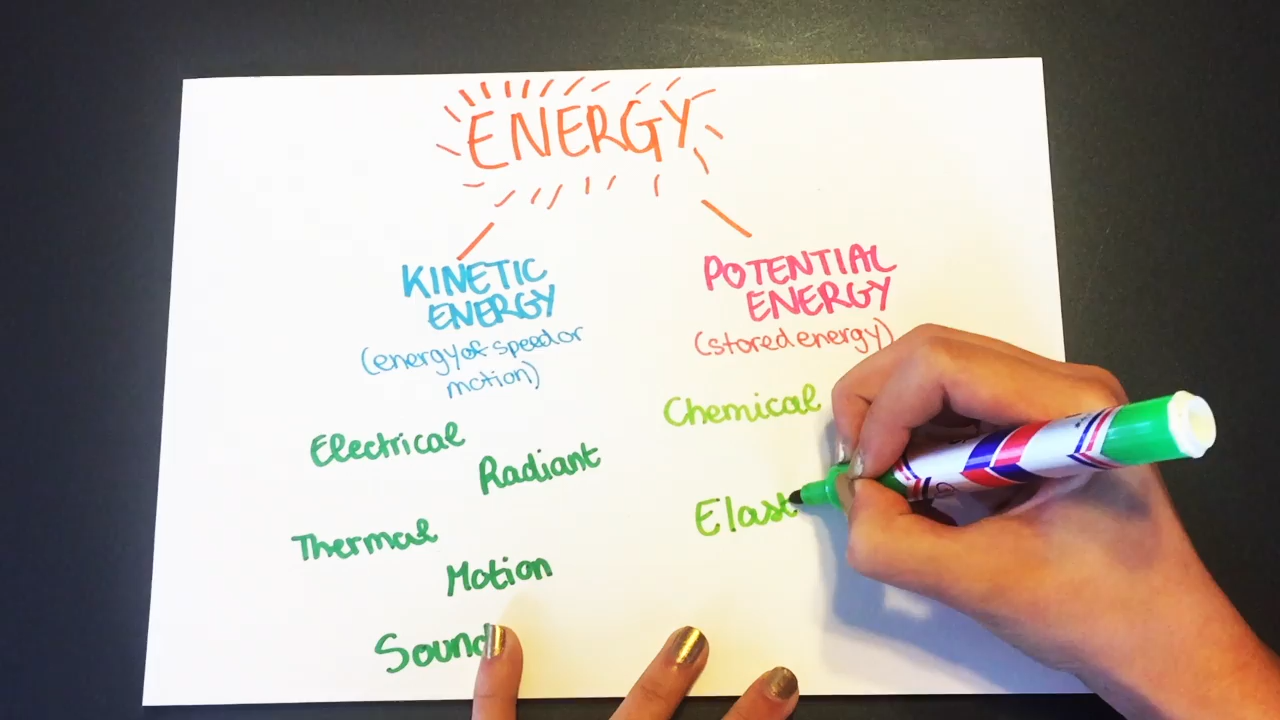 ENERGY
KINETIC
ENERGY
(energy of speed or
motion)
Electrical
Radiant
Thermal
Motion
Sound
POTENTIAL
ENERGY
(stored energy)
Chemical
Elast